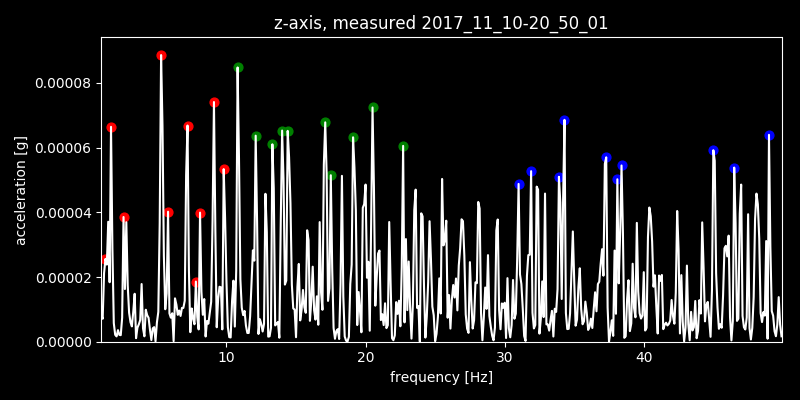 z-axis, measured 2017_11_10-20_50_01
acceleration [g]
0.00008
0.00006
0.00004
0.00002
0.00000
10 20 30 40
frequency [Hz]